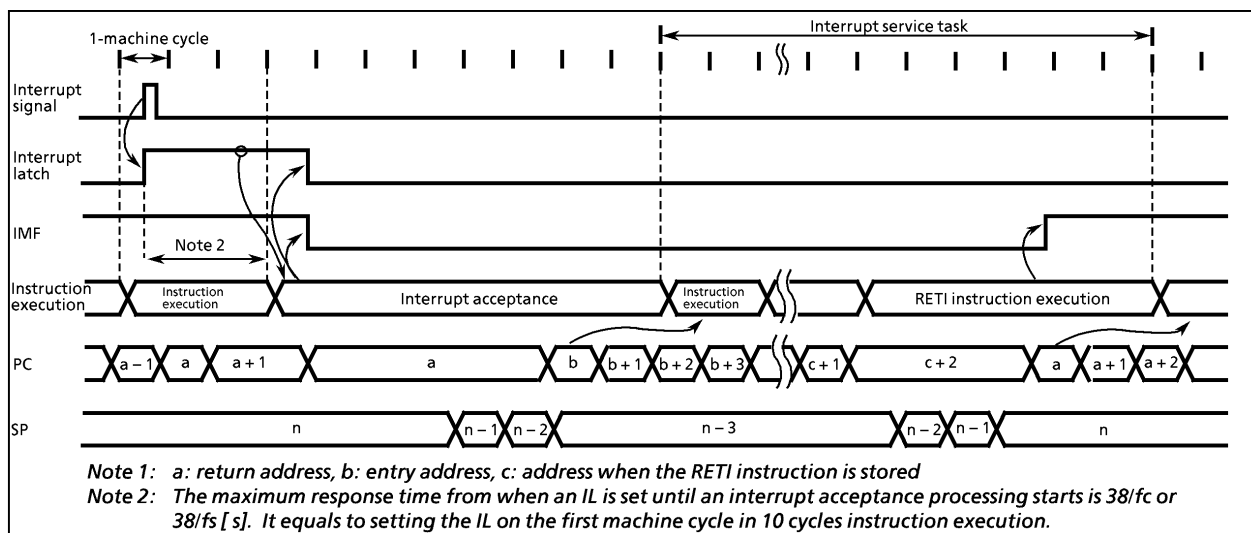 Interrupt service task
1-machine cycle
Interrupt
signal
Interrupt
latch
IMF
Note 2
Instruction
execution
Instruction
execution
Interrupt acceptance
Instruction
execution
RETI instruction execution
PC
a − 1
a
a + 1
a
b
b + 1
b + 2
b + 3
c + 1
c + 2
a
a + 1
a + 2
SP
n
n − 1
n − 2
n − 3
n − 2
n − 1
n
Note 1: a: return address, b: entry address, c: address when the RETI instruction is stored
Note 2: The maximum response time from when an IL is set until an interrupt acceptance processing starts is 38/fc or
38/fs [s]. It equals to setting the IL on the first machine cycle in 10 cycles instruction execution.